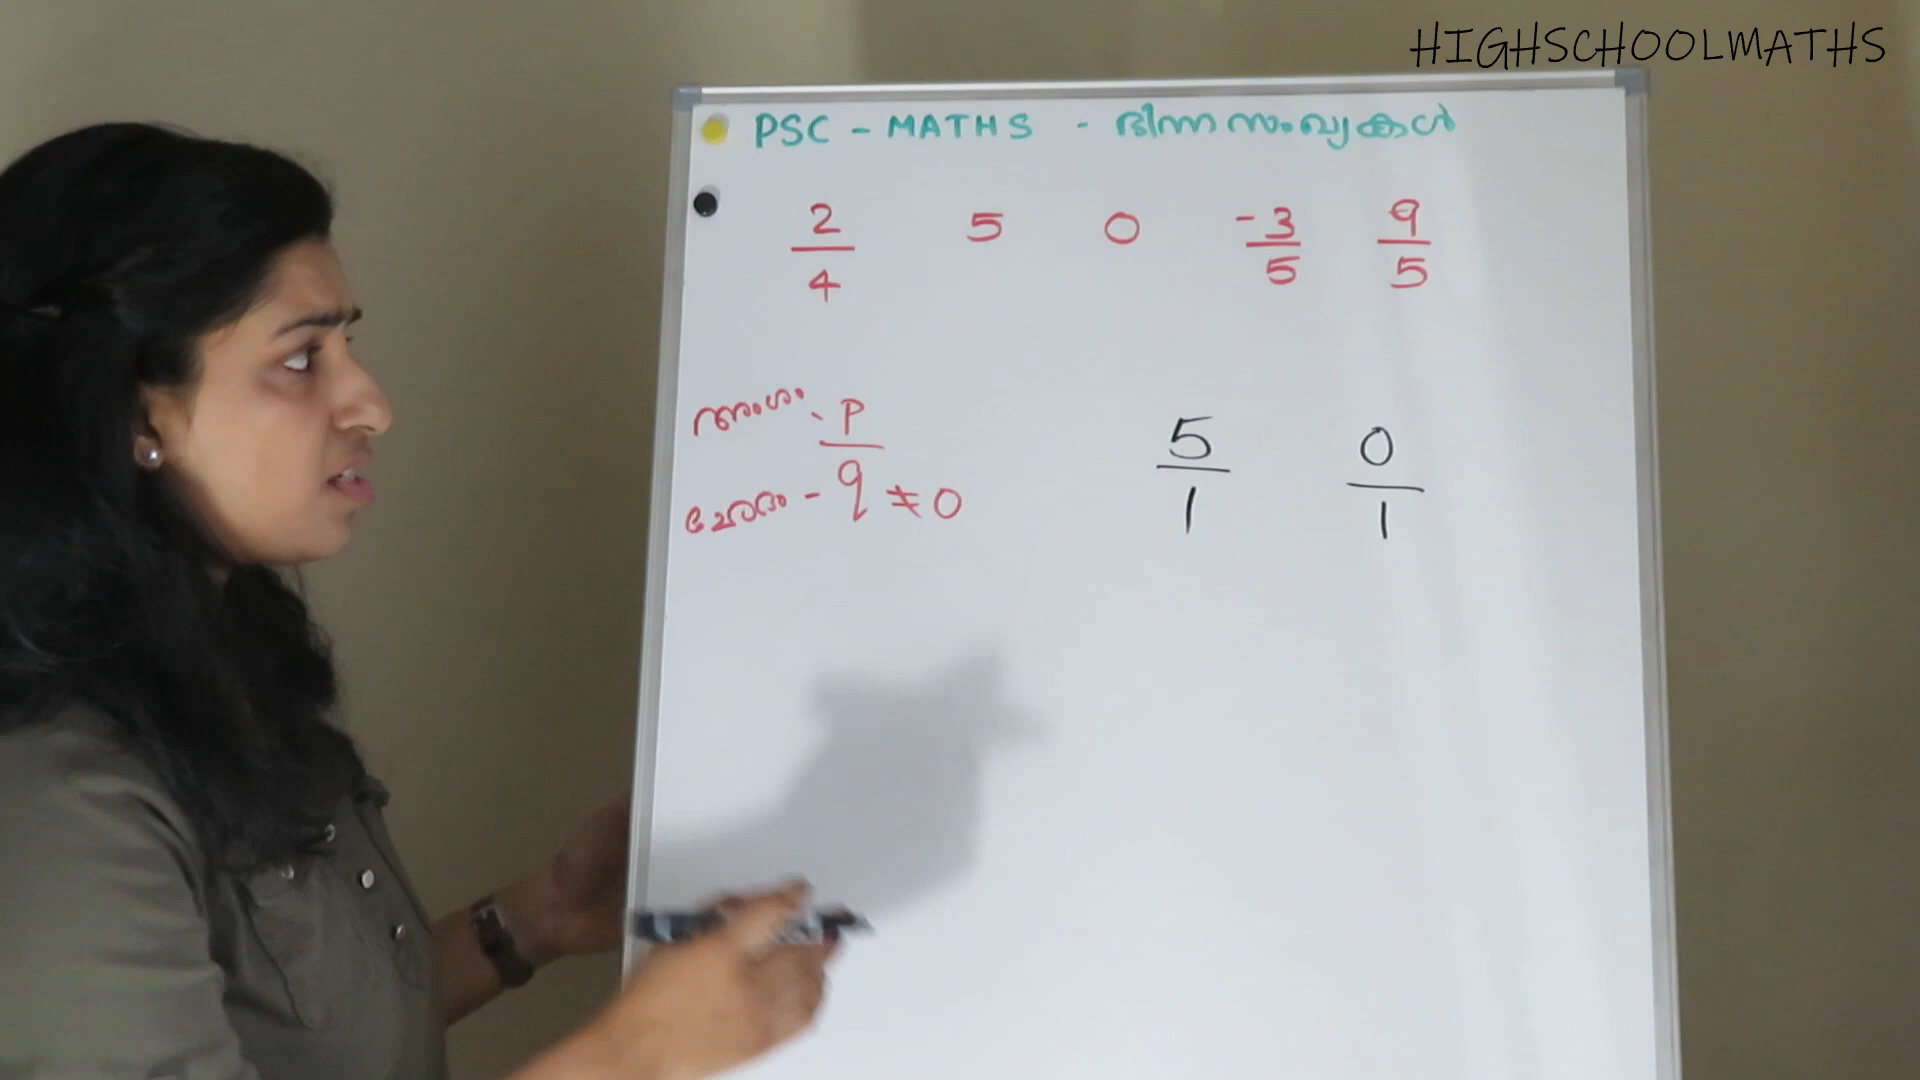 HIGHSCHOOLMATHS
PSC - MATHS - ഭിന്നസംഖ്യകൾ
2/4 5 0 -3/5 9/5
അംശം - p
ഛേദം - q ≠ 0
5/1 0/1